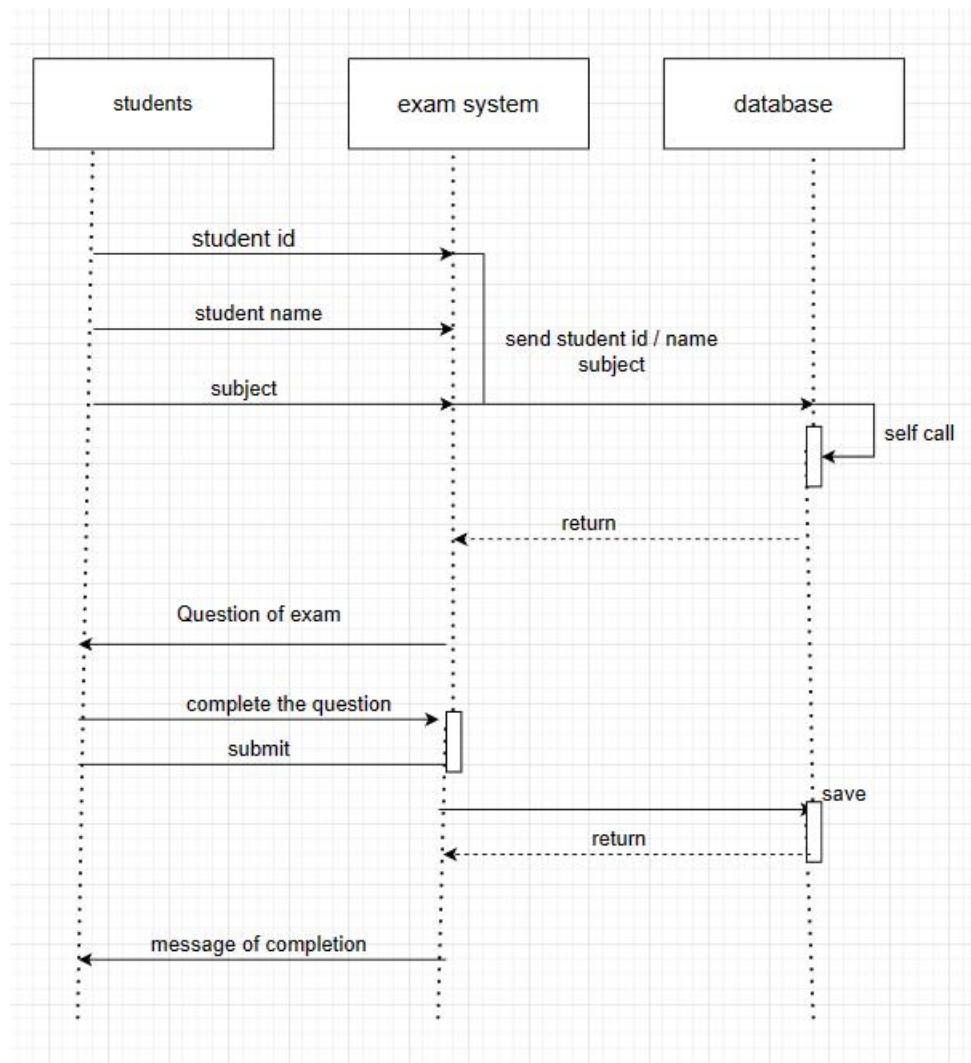 students
exam system
database
student id
student name
send student id / name
subject
subject
self call
return
Question of exam
complete the question
submit
save
return
message of completion